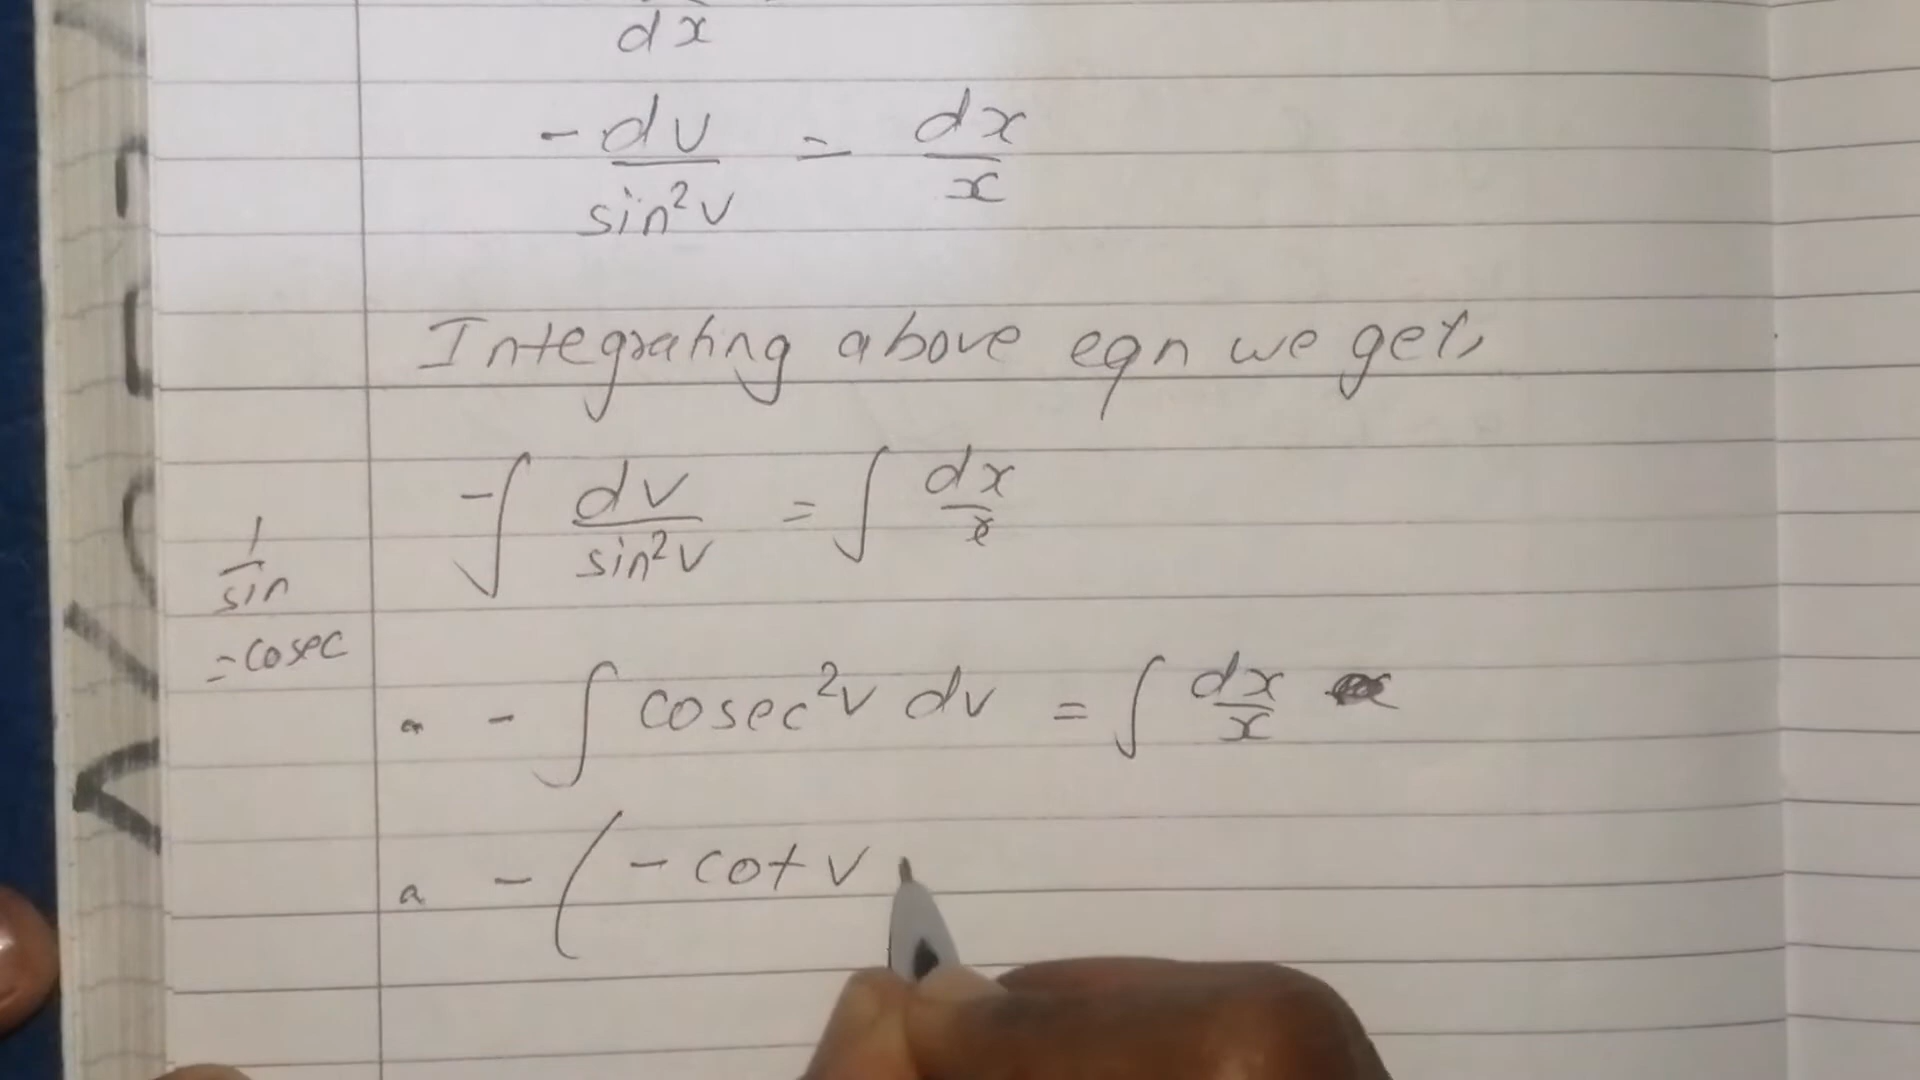 dx
- dv/sin²v = dx/x
Integrating above eqn we get,
-∫ dv/sin²v = ∫ dx/x
1/sin
= cosec
- ∫ cosec²v dv = ∫ dx/x
- ( - cot v